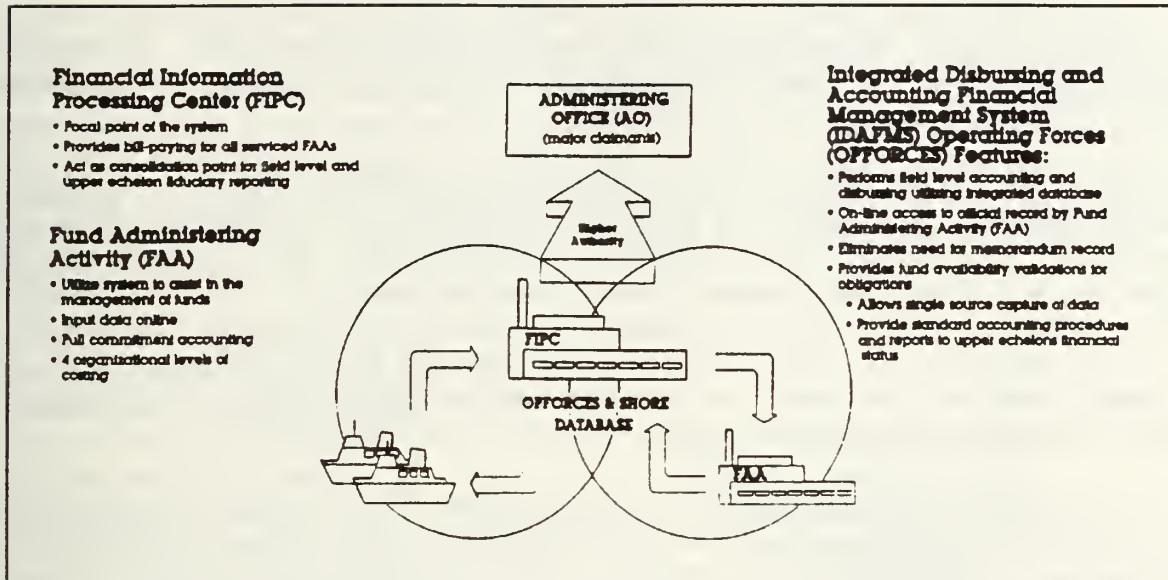 Financial Information
Processing Center (FIPC)
• Focal point of the system
• Provides bill-paying for all serviced FAAs
• Act as consolidation point for field level and
upper echelon fiduciary reporting
Fund Administering
Activity (FAA)
• Utilize system to assist in the
management of funds
• Input data online
• Full commitment accounting
• 4 organizational levels of
costing
ADMINISTERING
OFFICE (AO)
(major claimants)
Higher
Authority
FIPC
OPFORCES & SHORE
DATABASE
FAA
Integrated Disbursing and
Accounting Financial
Management System
(IDAFMS) Operating Forces
(OPFORCES) Features:
• Performs field level accounting and
disbursing utilizing integrated database
• On-line access to official record by Fund
Administering Activity (FAA)
• Eliminates need for memorandum record
• Provides fund availability validations for
obligations
• Allows single source capture of data
• Provide standard accounting procedures
and reports to upper echelons financial
status